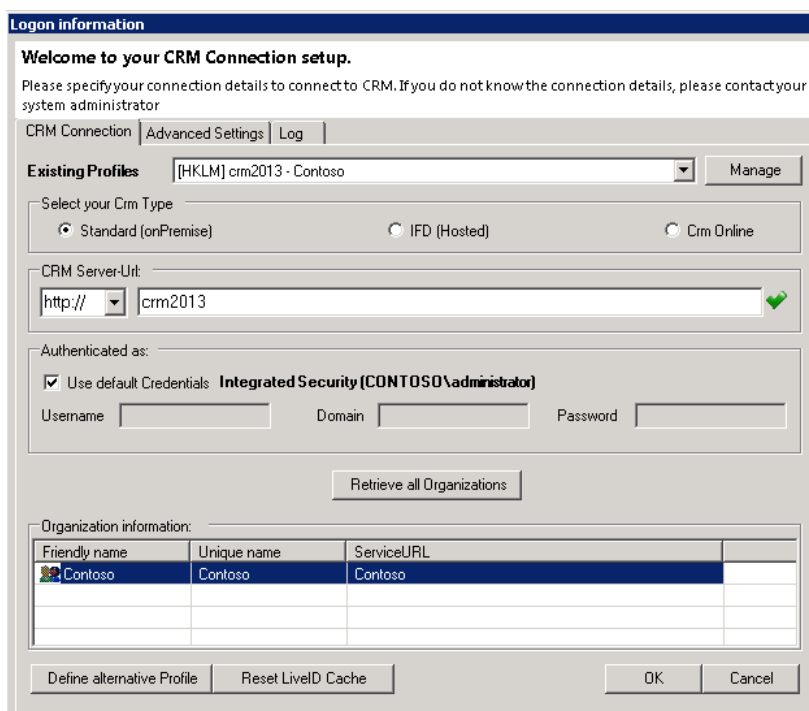 Logon information
Welcome to your CRM Connection setup.
Please specify your connection details to connect to CRM. If you do not know the connection details, please contact your
system administrator
CRM Connection Advanced Settings Log
Existing Profiles [HKLM] crm2013 - Contoso Manage
Select your Crm Type
Standard (onPremise) IFD (Hosted) Crm Online
CRM Server-Url:
http:// crm2013
Authenticated as:
Use default Credentials Integrated Security (CONTOSO\administrator)
Username Domain Password
Retrieve all Organizations
Organization information:
Friendly name Unique name ServiceURL
Contoso Contoso Contoso
Define alternative Profile Reset LiveID Cache OK Cancel